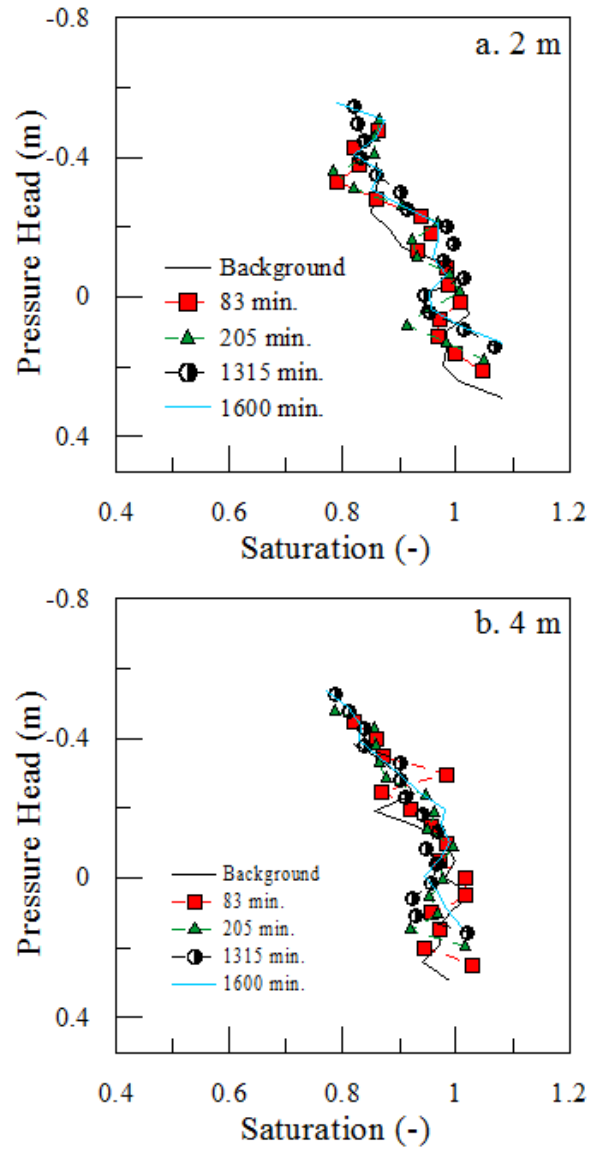 -0.8
a. 2 m
-0.4
0
0.4
Pressure Head (m)
Background
83 min.
205 min.
1315 min.
1600 min.
0.4 0.6 0.8 1 1.2
Saturation (-)
-0.8
b. 4 m
-0.4
0
0.4
Pressure Head (m)
Background
83 min.
205 min.
1315 min.
1600 min.
0.4 0.6 0.8 1 1.2
Saturation (-)